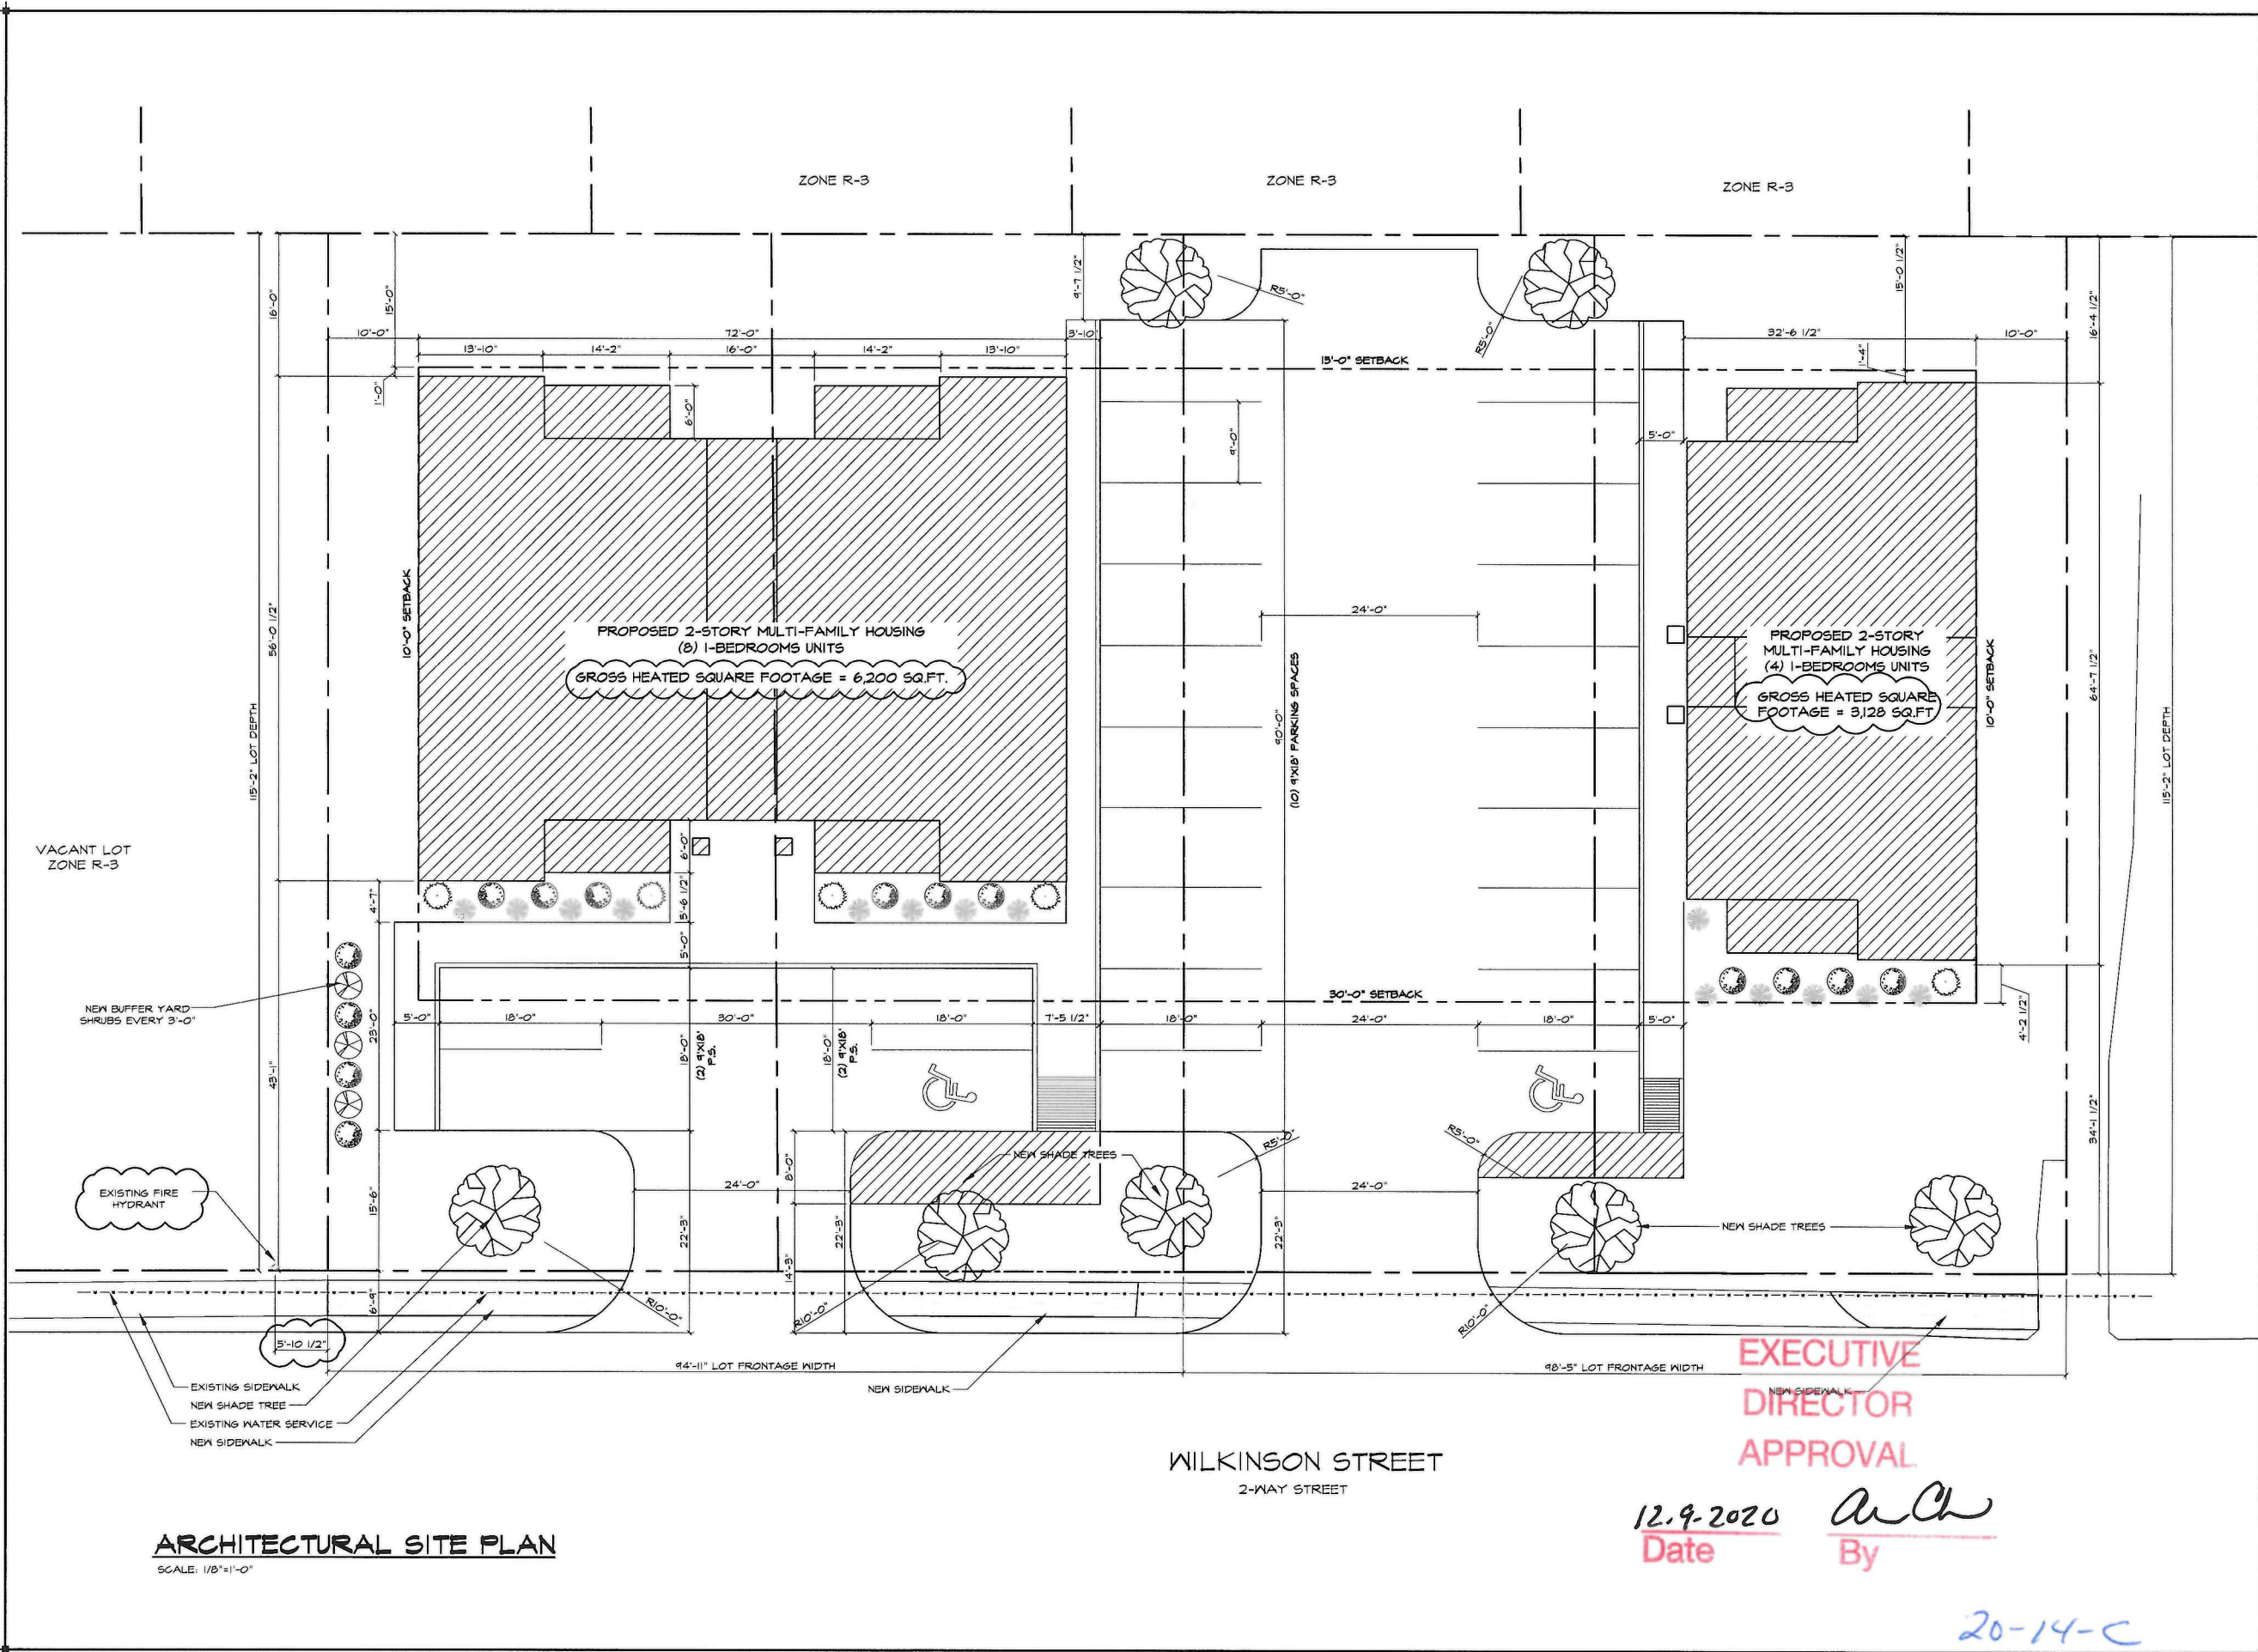 ZONE R-3
ZONE R-3
ZONE R-3
16'-0"
15'-0"
9'-7 1/2"
R5'-0"
R5'-0"
15'-0 1/2"
16'-4 1/2"
10'-0"
72'-0"
3'-10"
32'-6 1/2"
10'-0"
13'-10"
14'-2"
16'-0"
14'-2"
13'-10"
15'-0" SETBACK
1'-4"
1'-0"
6'-0"
9'-0"
5'-0"
10'-0" SETBACK
56'-0 1/2"
24'-0"
PROPOSED 2-STORY MULTI-FAMILY HOUSING
(8) 1-BEDROOMS UNITS
GROSS HEATED SQUARE FOOTAGE = 6,200 SQ.FT.
PROPOSED 2-STORY
MULTI-FAMILY HOUSING
(4) 1-BEDROOMS UNITS
GROSS HEATED SQUARE
FOOTAGE = 3,128 SQ.FT
10'-0" SETBACK
64'-7 1/2"
115'-2" LOT DEPTH
90'-0"
(10) 9'X18' PARKING SPACES
115'-2" LOT DEPTH
VACANT LOT
ZONE R-3
6'-0"
4'-7"
5'-6 1/2"
5'-0"
NEW BUFFER YARD
SHRUBS EVERY 3'-0"
30'-0" SETBACK
5'-0"
18'-0"
30'-0"
18'-0"
7'-5 1/2"
18'-0"
24'-0"
18'-0"
5'-0"
4'-2 1/2"
23'-0"
18'-0"
(2) 9'X18'
P.S.
18'-0"
(2) 9'X18'
P.S.
43'-1"
34'-1 1/2"
R5'-0"
R5'-0"
NEW SHADE TREES
8'-0"
24'-0"
24'-0"
EXISTING FIRE
HYDRANT
15'-6"
22'-3"
22'-3"
22'-3"
14'-3"
NEW SHADE TREES
6'-9"
R10'-0"
R10'-0"
R10'-0"
5'-10 1/2"
94'-11" LOT FRONTAGE WIDTH
98'-5" LOT FRONTAGE WIDTH
EXISTING SIDEWALK
NEW SHADE TREE
EXISTING WATER SERVICE
NEW SIDEWALK
NEW SIDEWALK
NEW SIDEWALK
EXECUTIVE
DIRECTOR
APPROVAL
WILKINSON STREET
2-WAY STREET
12.9.2020
Date
By
ARCHITECTURAL SITE PLAN
SCALE: 1/8"=1'-0"
20-14-C